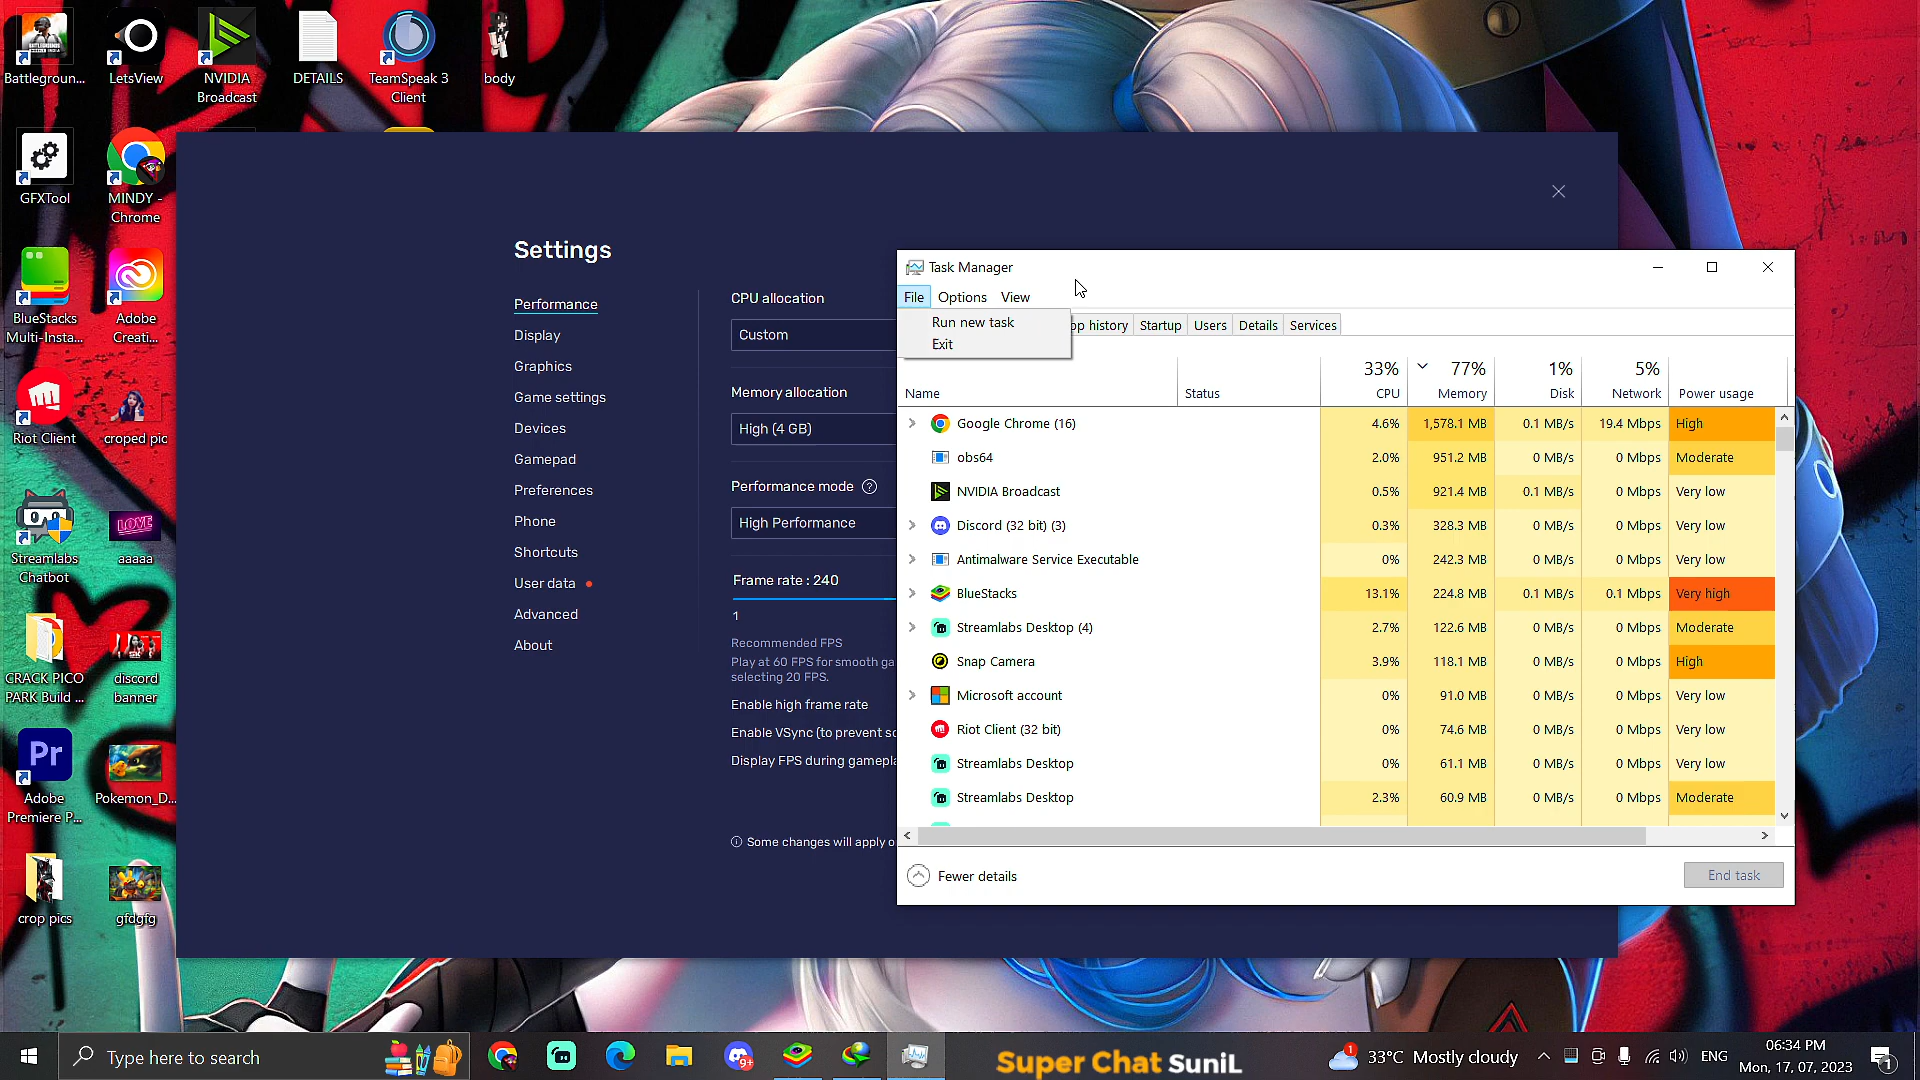 Battlegroun...
LetsView
NVIDIA
Broadcast
DETAILS
TeamSpeak 3
Client
body
GFXTool
MINDY -
Chrome
BlueStacks
Multi-Insta...
Adobe
Creati...
Riot Client
croped pic
Streamlabs
Chatbot
LOVE
aaaaa
CRACK PICO
PARK Build ...
discord
banner
Pr
Adobe
Premiere P...
Pokemon_D...
crop pics
gfdgfg
Settings
Performance
Display
Graphics
Game settings
Devices
Gamepad
Preferences
Phone
Shortcuts
User data
Advanced
About
CPU allocation
Custom
Memory allocation
High (4 GB)
Performance mode ?
High Performance
Frame rate : 240
1
Recommended FPS
Play at 60 FPS for smooth ga
selecting 20 FPS.
Enable high frame rate
Enable VSync (to prevent sc
Display FPS during gamepla
Some changes will apply o
Task Manager
File Options View
Run new task
Exit
pp history Startup Users Details Services
33% 77% 1% 5%
Name Status CPU Memory Disk Network Power usage
Google Chrome (16) 4.6% 1,578.1 MB 0.1 MB/s 19.4 Mbps High
obs64 2.0% 951.2 MB 0 MB/s 0 Mbps Moderate
NVIDIA Broadcast 0.5% 921.4 MB 0.1 MB/s 0 Mbps Very low
Discord (32 bit) (3) 0.3% 328.3 MB 0 MB/s 0 Mbps Very low
Antimalware Service Executable 0% 242.3 MB 0 MB/s 0 Mbps Very low
BlueStacks 13.1% 224.8 MB 0.1 MB/s 0.1 Mbps Very high
Streamlabs Desktop (4) 2.7% 122.6 MB 0 MB/s 0 Mbps Moderate
Snap Camera 3.9% 118.1 MB 0 MB/s 0 Mbps High
Microsoft account 0% 91.0 MB 0 MB/s 0 Mbps Very low
Riot Client (32 bit) 0% 74.6 MB 0 MB/s 0 Mbps Very low
Streamlabs Desktop 0% 61.1 MB 0 MB/s 0 Mbps Very low
Streamlabs Desktop 2.3% 60.9 MB 0 MB/s 0 Mbps Moderate
Fewer details
End task
Type here to search
9+
Super Chat SuniL
1
33°C Mostly cloudy
ENG
06:34 PM
Mon, 17, 07, 2023
1